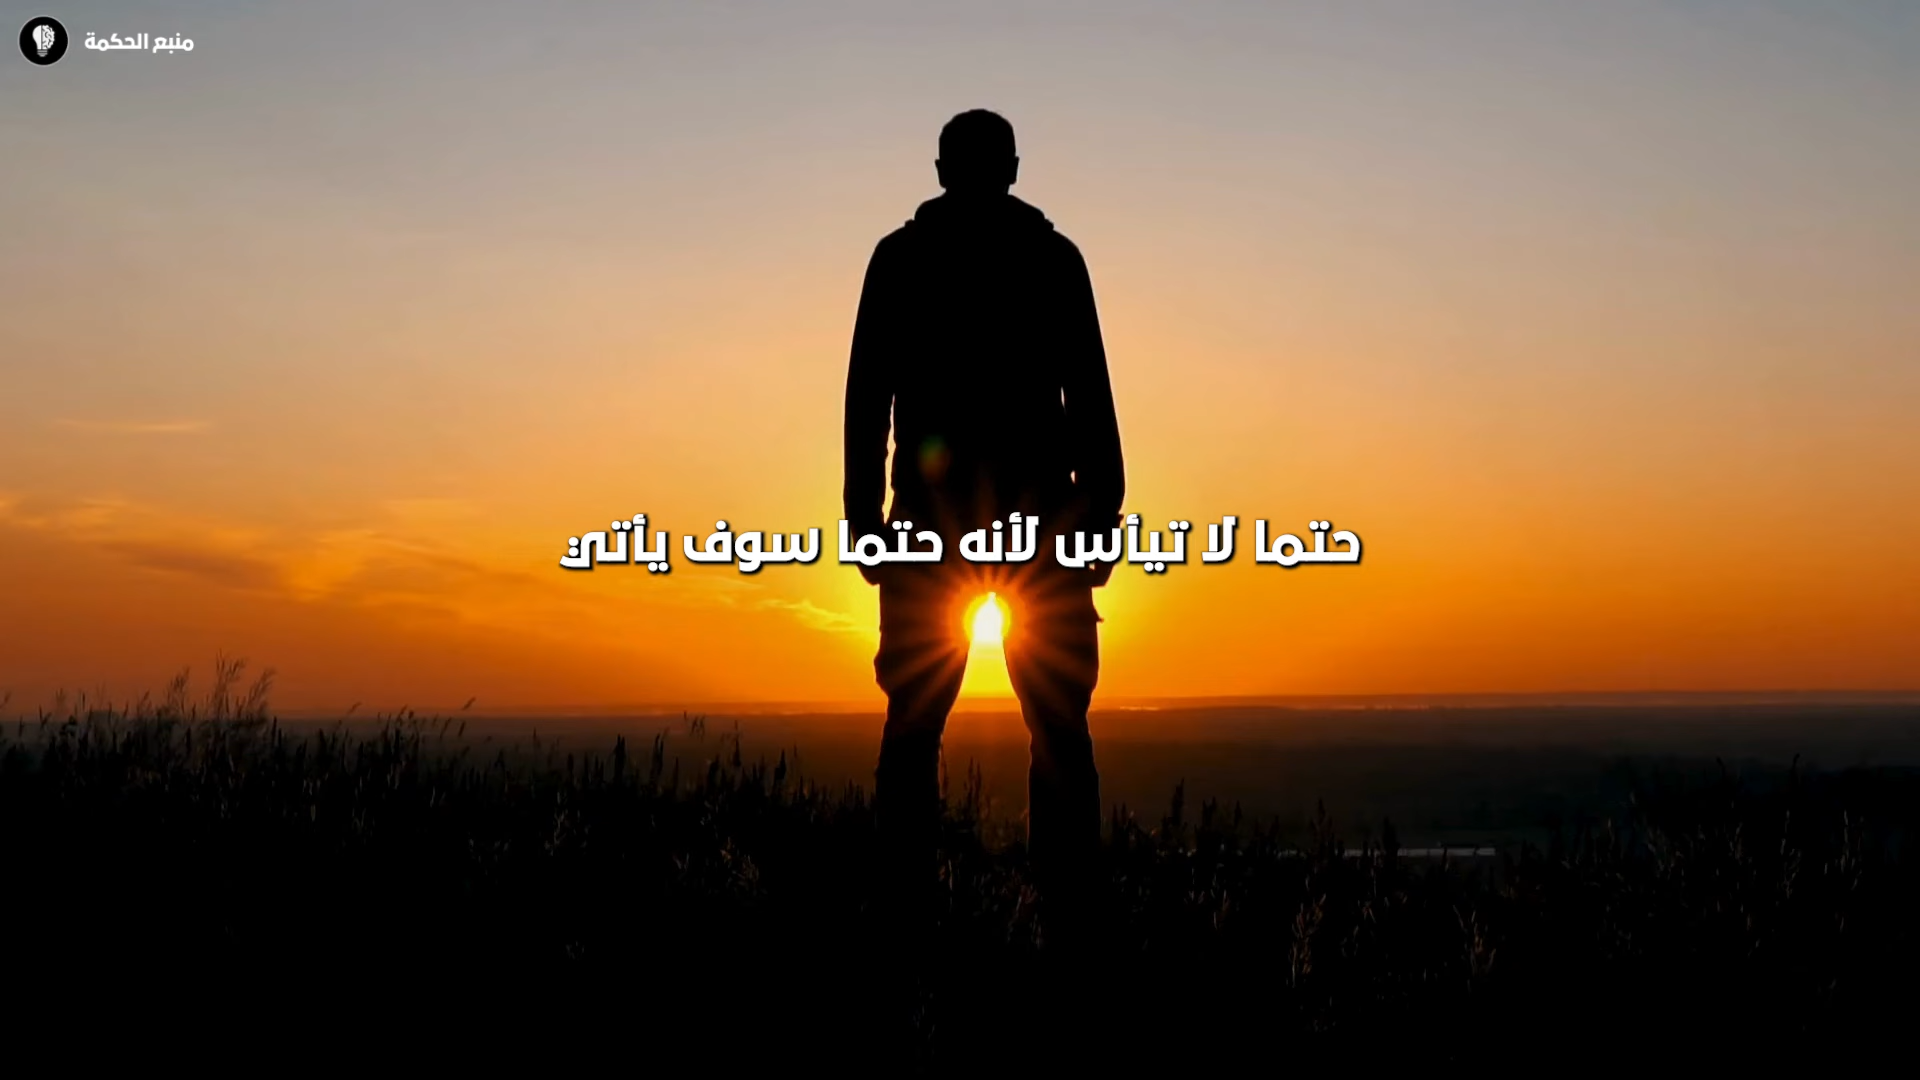 منبع الحكمة
حتما لا تيأس لأنه حتما سوف يأتي